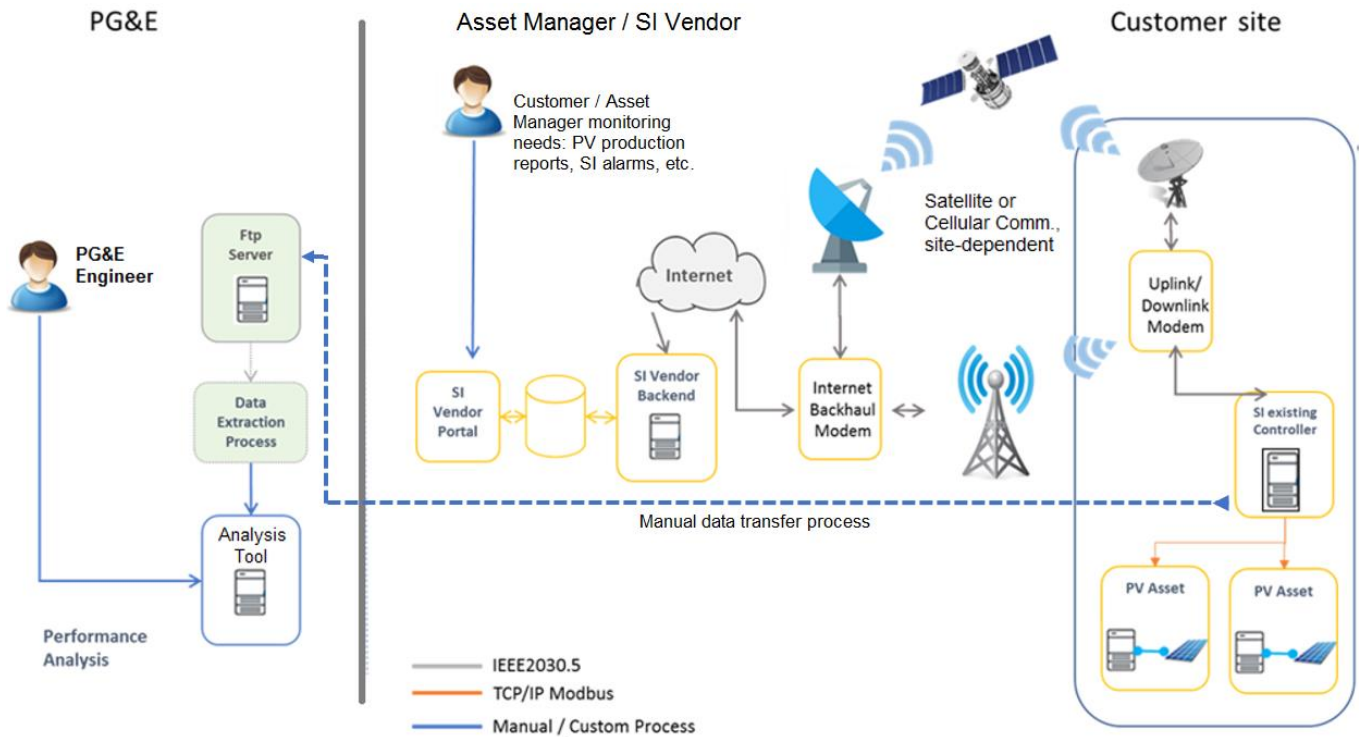 PG&E
Asset Manager / SI Vendor
Customer site
Customer / Asset
Manager monitoring
needs: PV production
reports, SI alarms, etc.
Satellite or
Cellular Comm.,
site-dependent
PG&E
Engineer
Ftp
Server
Internet
Uplink/
Downlink
Modem
Data
Extraction
Process
SI
Vendor
Portal
SI Vendor
Backend
Internet
Backhaul
Modem
SI existing
Controller
Manual data transfer process
Analysis
Tool
PV Asset
PV Asset
Performance
Analysis
IEEE2030.5
TCP/IP Modbus
Manual / Custom Process